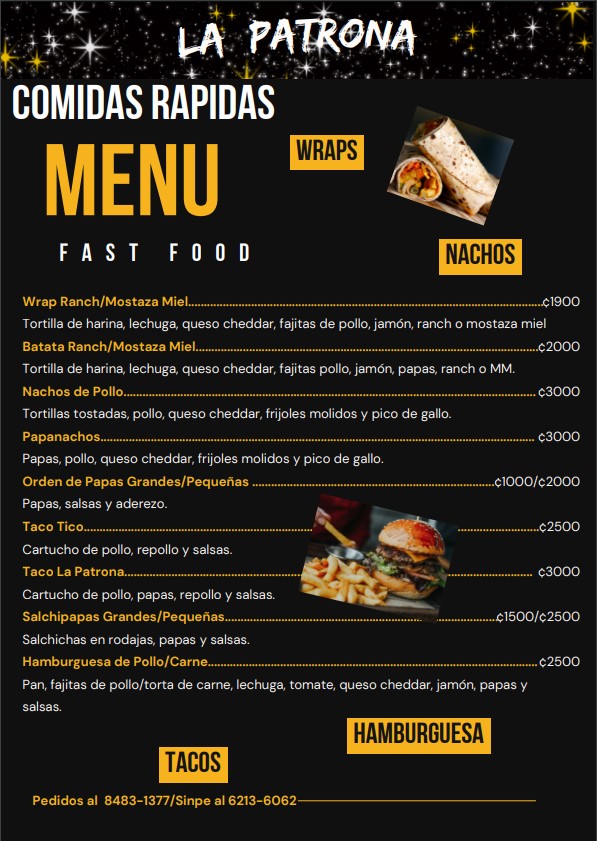 LA PATRONA
COMIDAS RAPIDAS
MENU
FAST FOOD
WRAPS
NACHOS
Wrap Ranch/Mostaza Miel....................₡1900
Tortilla de harina, lechuga, queso cheddar, fajitas de pollo, jamón, ranch o mostaza miel
Batata Ranch/Mostaza Miel....................₡2000
Tortilla de harina, lechuga, queso cheddar, fajitas pollo, jamón, papas, ranch o MM.
Nachos de Pollo....................₡3000
Tortillas tostadas, pollo, queso cheddar, frijoles molidos y pico de gallo.
Papanachos....................₡3000
Papas, pollo, queso cheddar, frijoles molidos y pico de gallo.
Orden de Papas Grandes/Pequeñas ....................₡1000/₡2000
Papas, salsas y aderezo.
Taco Tico....................₡2500
Cartucho de pollo, repollo y salsas.
Taco La Patrona....................₡3000
Cartucho de pollo, papas, repollo y salsas.
Salchipapas Grandes/Pequeñas....................₡1500/₡2500
Salchichas en rodajas, papas y salsas.
Hamburguesa de Pollo/Carne....................₡2500
Pan, fajitas de pollo/torta de carne, lechuga, tomate, queso cheddar, jamón, papas y
salsas.
HAMBURGUESA
TACOS
Pedidos al 8483-1377/Sinpe al 6213-6062